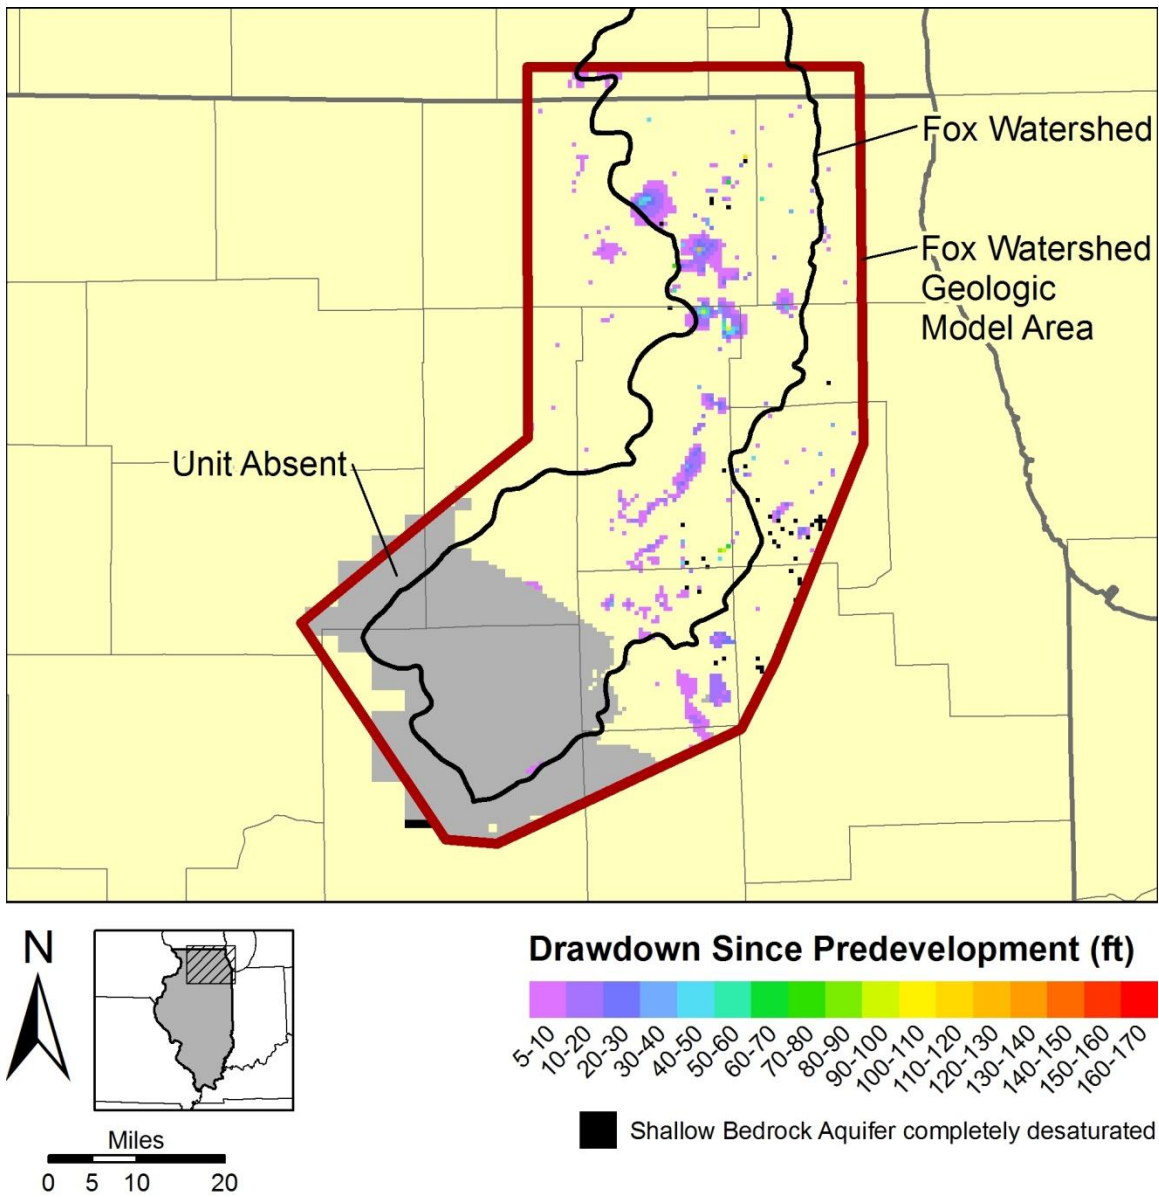 Fox Watershed
Fox Watershed
Geologic
Model Area
Unit Absent
N
Miles
0 5 10 20
Drawdown Since Predevelopment (ft)
5-10 10-20 20-30 30-40 40-50 50-60 60-70 70-80 80-90 90-100 100-110 110-120 120-130 130-140 140-150 150-160 160-170
Shallow Bedrock Aquifer completely desaturated